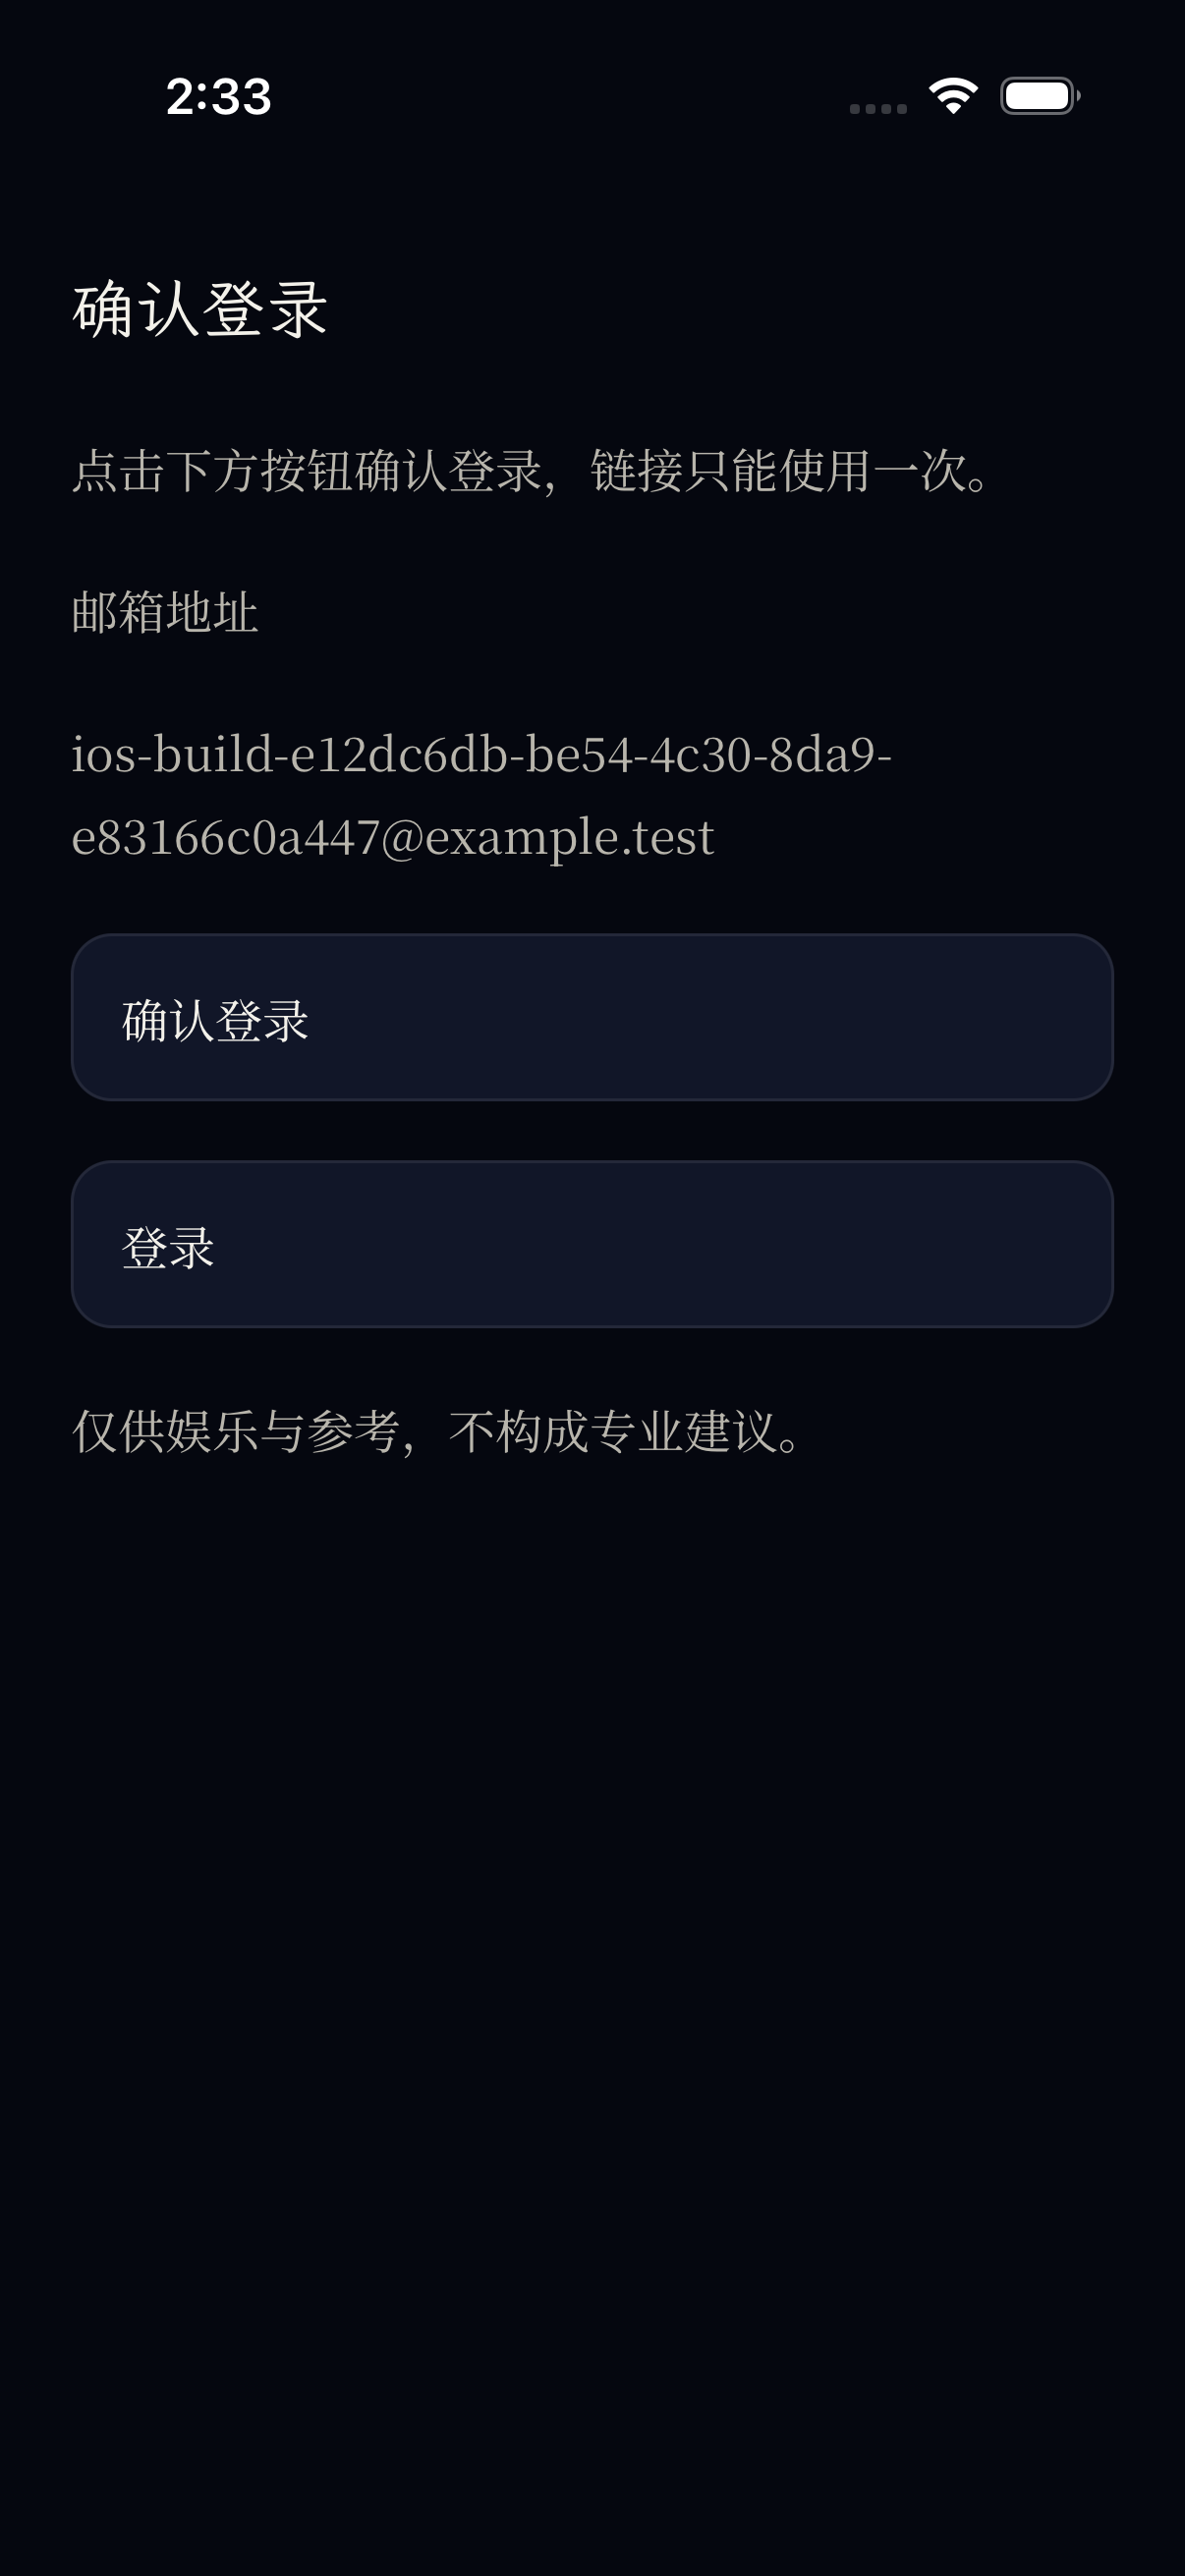 2:33
确认登录
点击下方按钮确认登录，链接只能使用一次。
邮箱地址
ios-build-e12dc6db-be54-4c30-8da9-
e83166c0a447@example.test
确认登录
登录
仅供娱乐与参考，不构成专业建议。